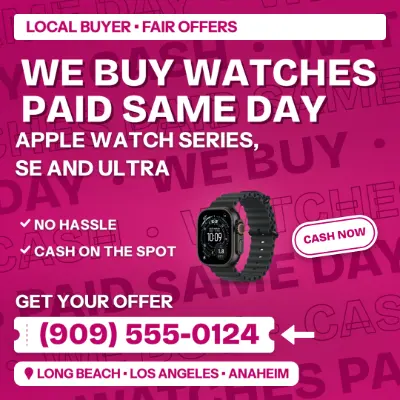 LOCAL BUYER • FAIR OFFERS
WE BUY WATCHES
PAID SAME DAY
APPLE WATCH SERIES,
SE AND ULTRA
NO HASSLE
CASH ON THE SPOT
CASH NOW
GET YOUR OFFER
(909) 555-0124
LONG BEACH • LOS ANGELES • ANAHEIM